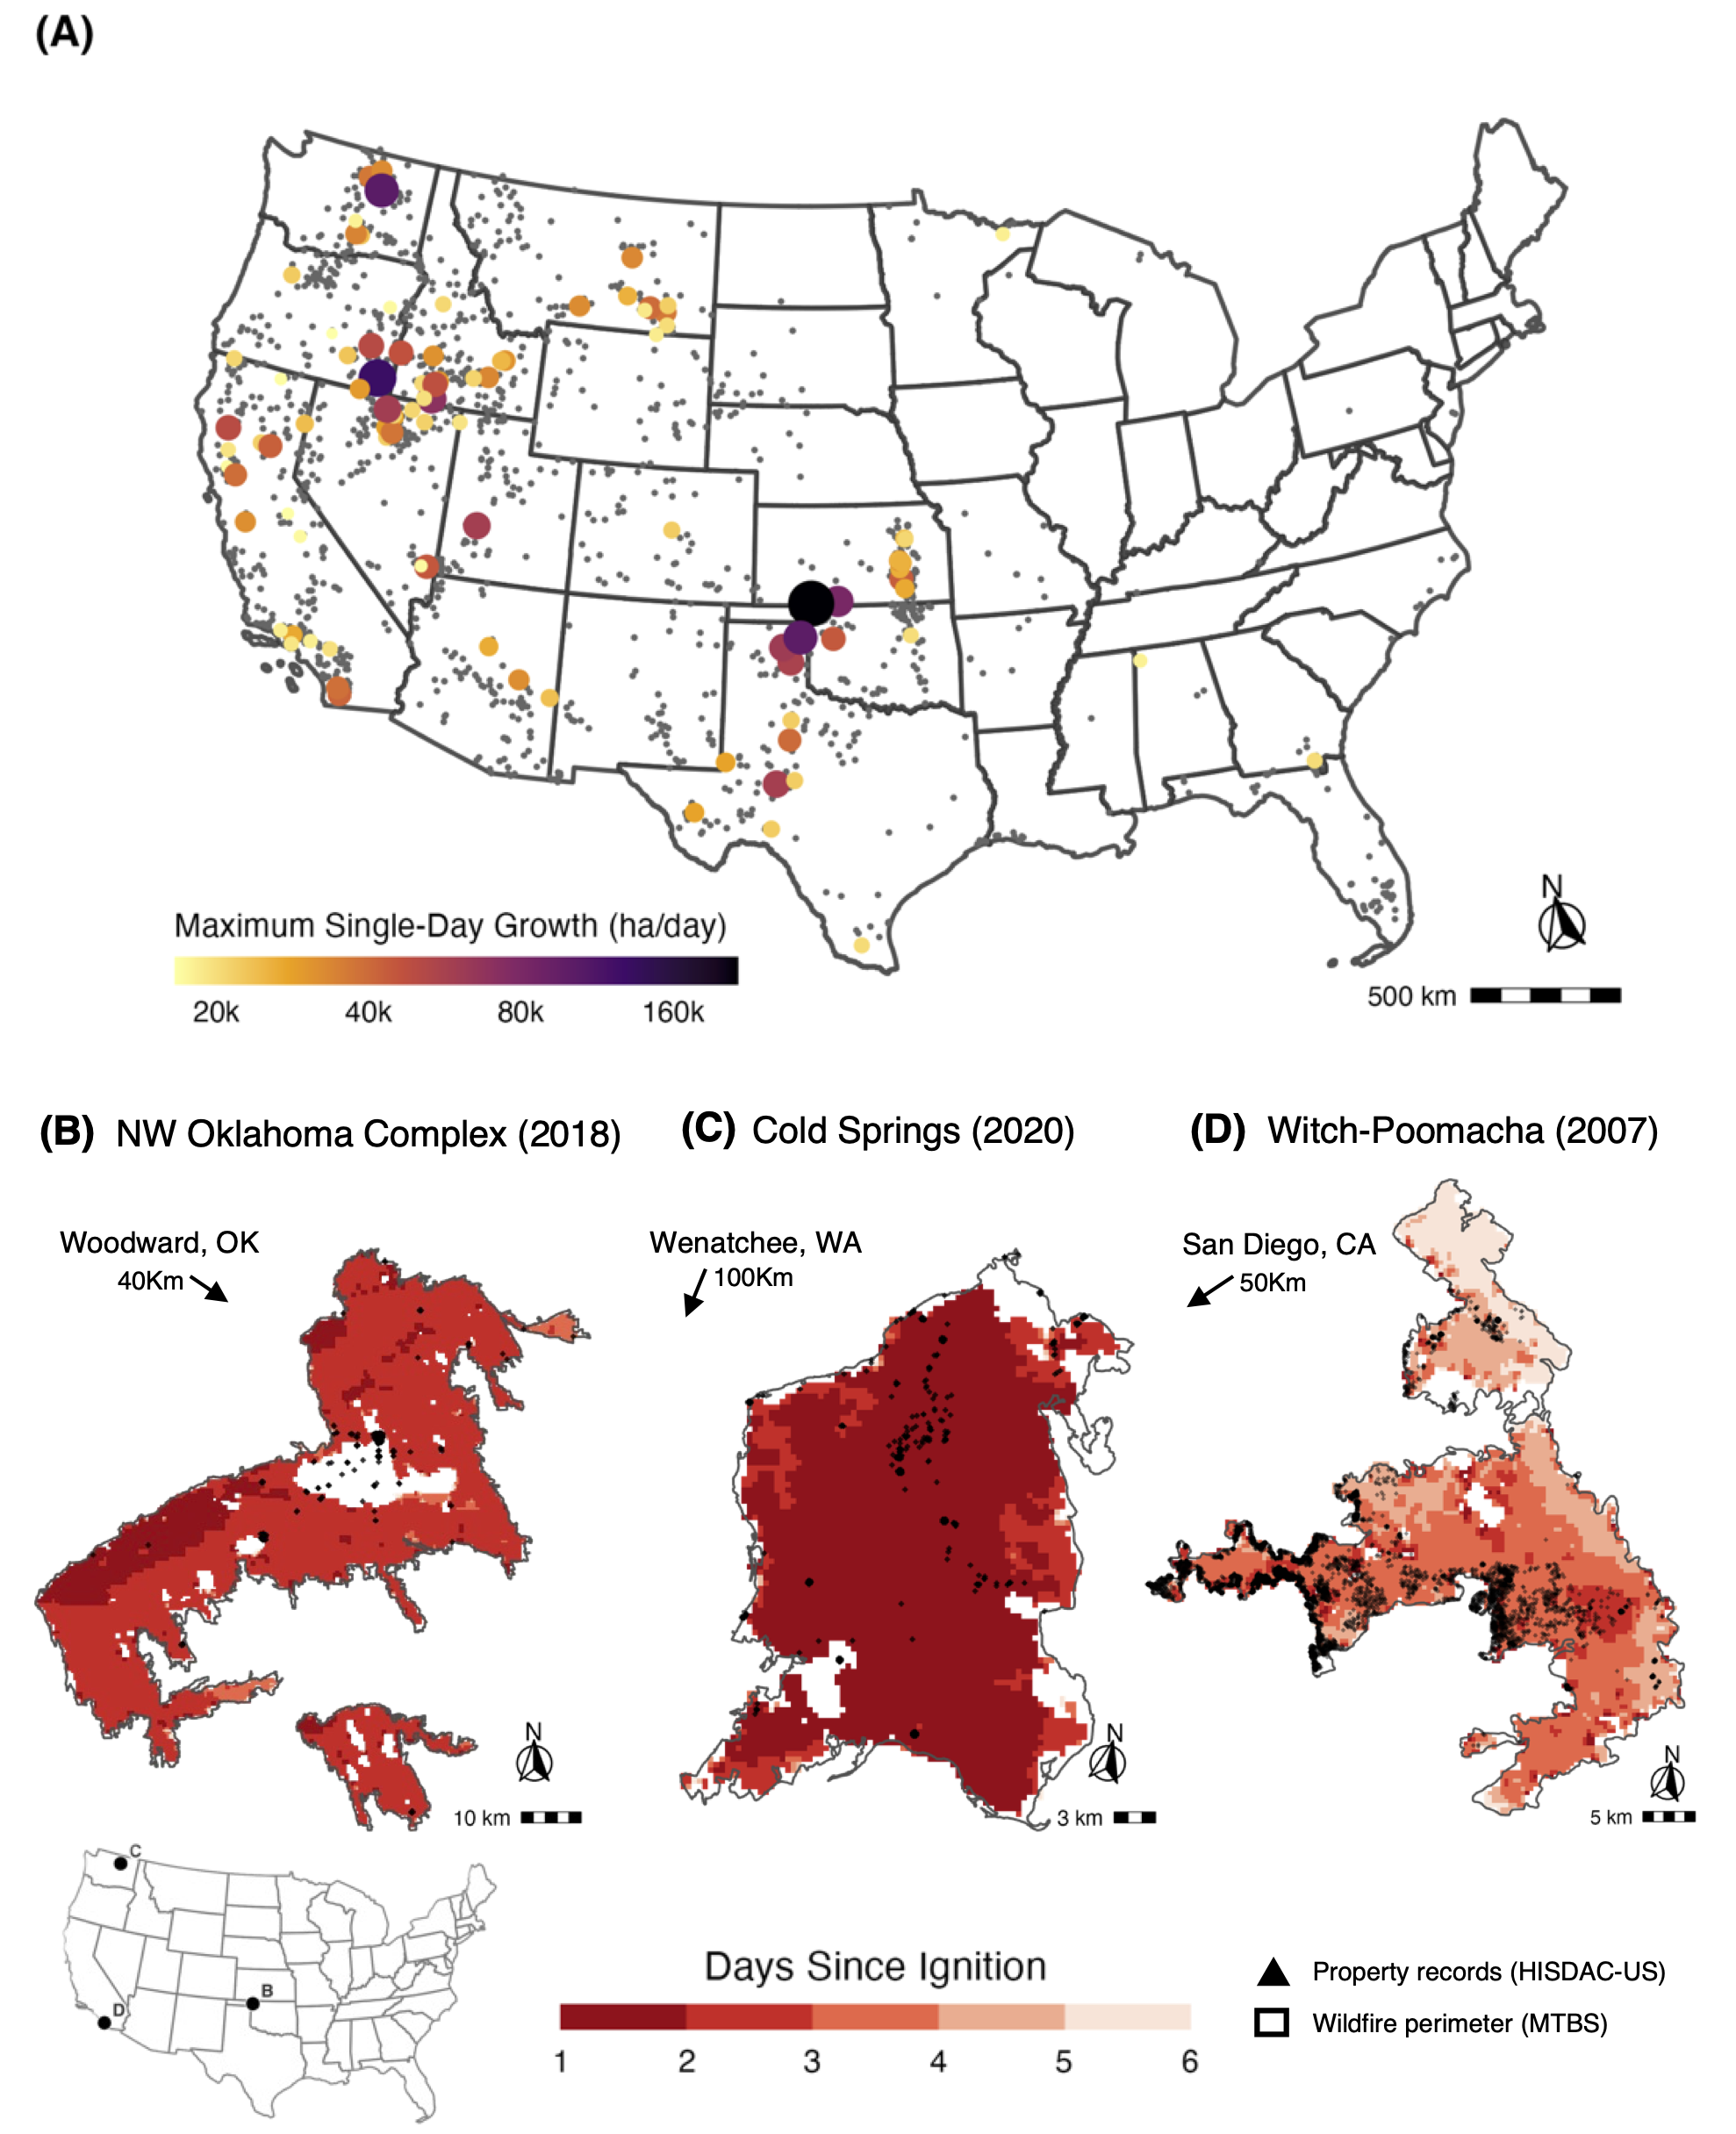 (A)
N
Maximum Single-Day Growth (ha/day)
20k 40k 80k 160k
500 km
(B) NW Oklahoma Complex (2018)
(C) Cold Springs (2020)
(D) Witch-Poomacha (2007)
Woodward, OK
40Km
Wenatchee, WA
100Km
San Diego, CA
50Km
N
10 km
N
3 km
N
5 km
C
B
D
Days Since Ignition
1 2 3 4 5 6
Property records (HISDAC-US)
Wildfire perimeter (MTBS)